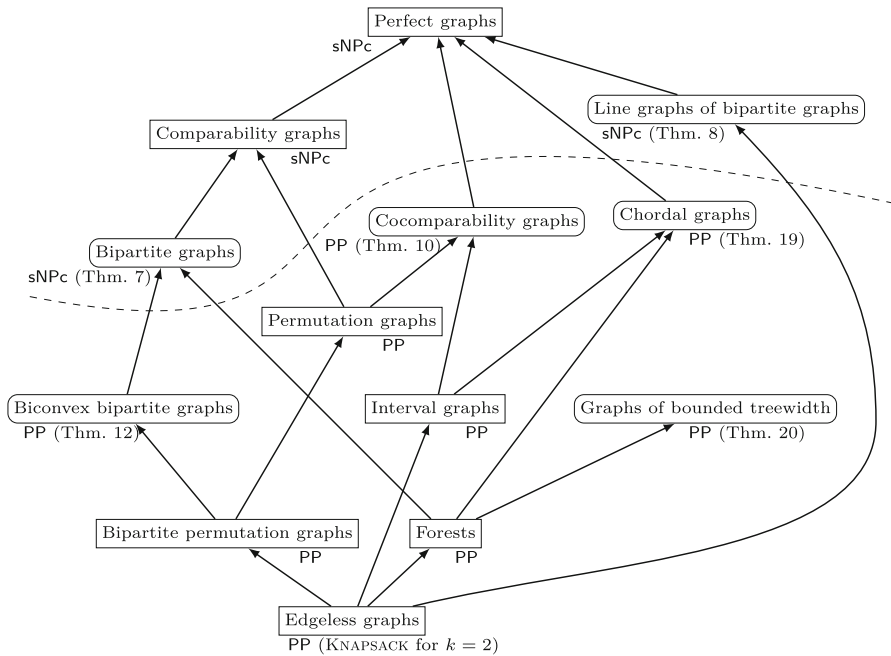 Perfect graphs
sNPc
Line graphs of bipartite graphs
sNPc (Thm. 8)
Comparability graphs
sNPc
Cocomparability graphs
PP (Thm. 10)
Chordal graphs
PP (Thm. 19)
Bipartite graphs
sNPc (Thm. 7)
Permutation graphs
PP
Biconvex bipartite graphs
PP (Thm. 12)
Interval graphs
PP
Graphs of bounded treewidth
PP (Thm. 20)
Bipartite permutation graphs
PP
Forests
PP
Edgeless graphs
PP (KNAPSACK for k = 2)